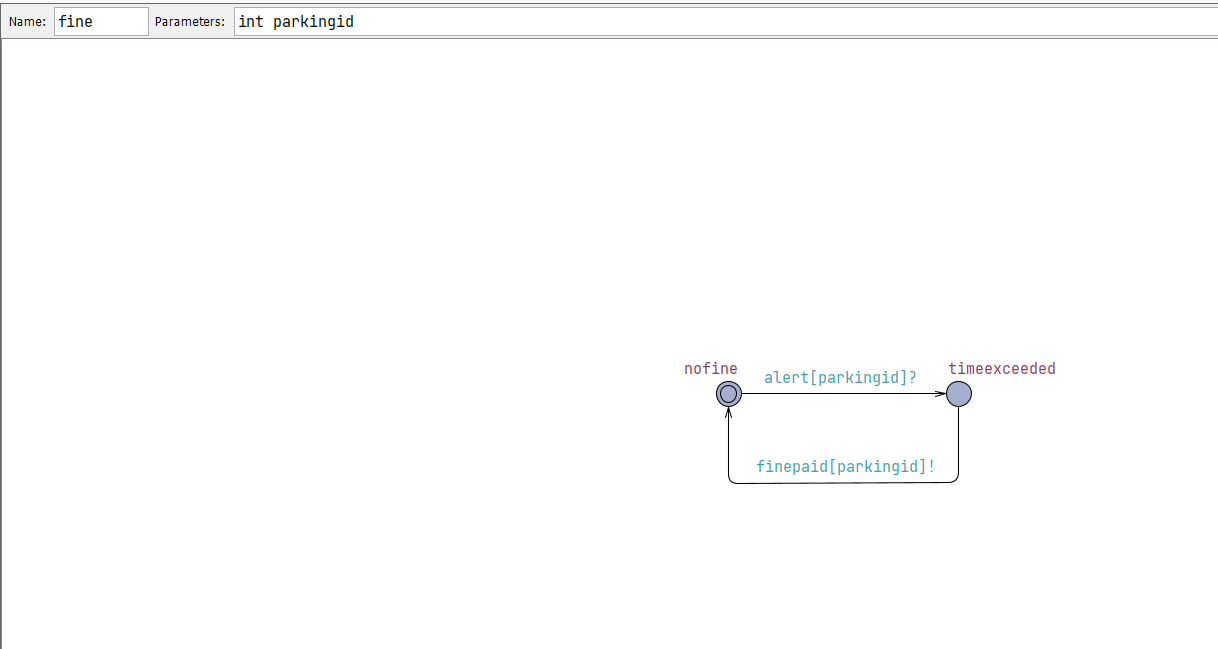 Name: fine Parameters: int parkingid
nofine timeexceeded
alert[parkingid]?
finepaid[parkingid]!